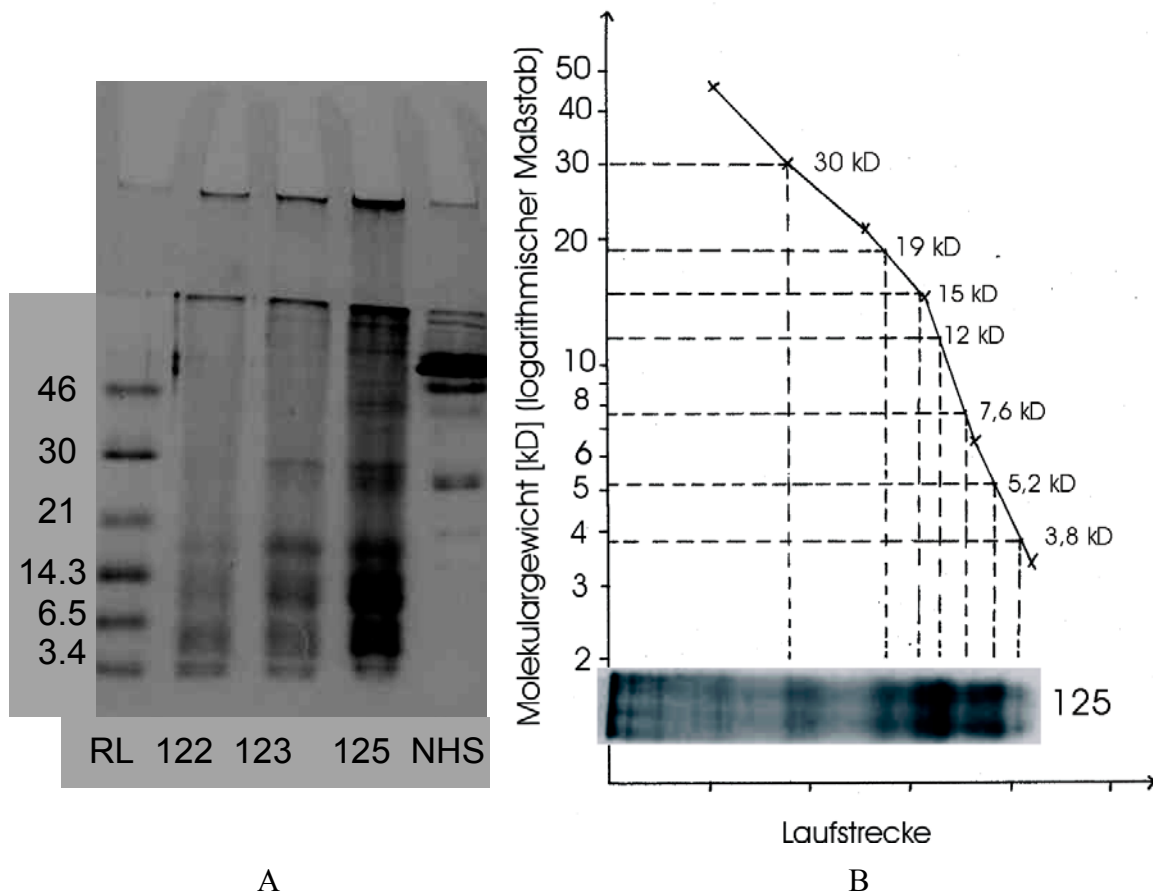 46
30
21
14.3
6.5
3.4
RL 122 123 125 NHS
A
Molekulargewicht [kD] (logarithmischer Maßstab)
50
40
30
20
10
8
6
5
4
3
2
30 kD
19 kD
15 kD
12 kD
7,6 kD
5,2 kD
3,8 kD
125
Laufstrecke
B